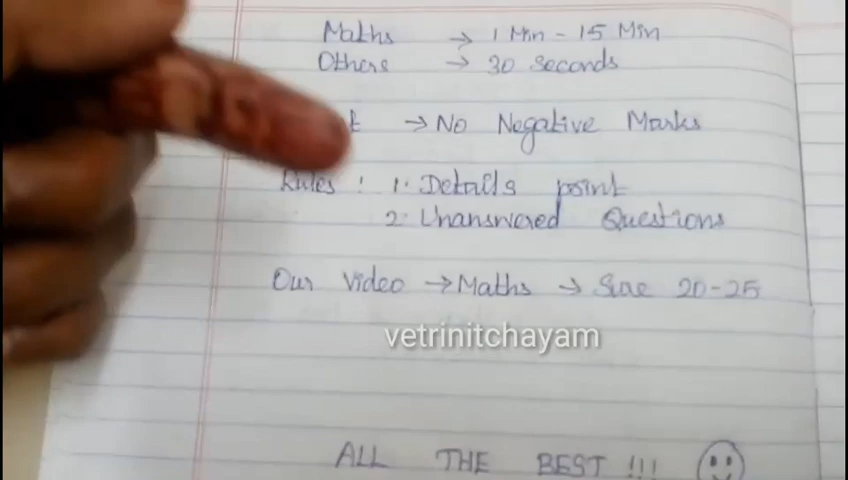 Maths → 1 Min - 15 Min
Others → 30 seconds
→ No Negative Marks
Rules : 1. Details point
2. Unanswered Questions
Our video → Maths → Sure 20-25
vetrinitchayam
ALL THE BEST !!!